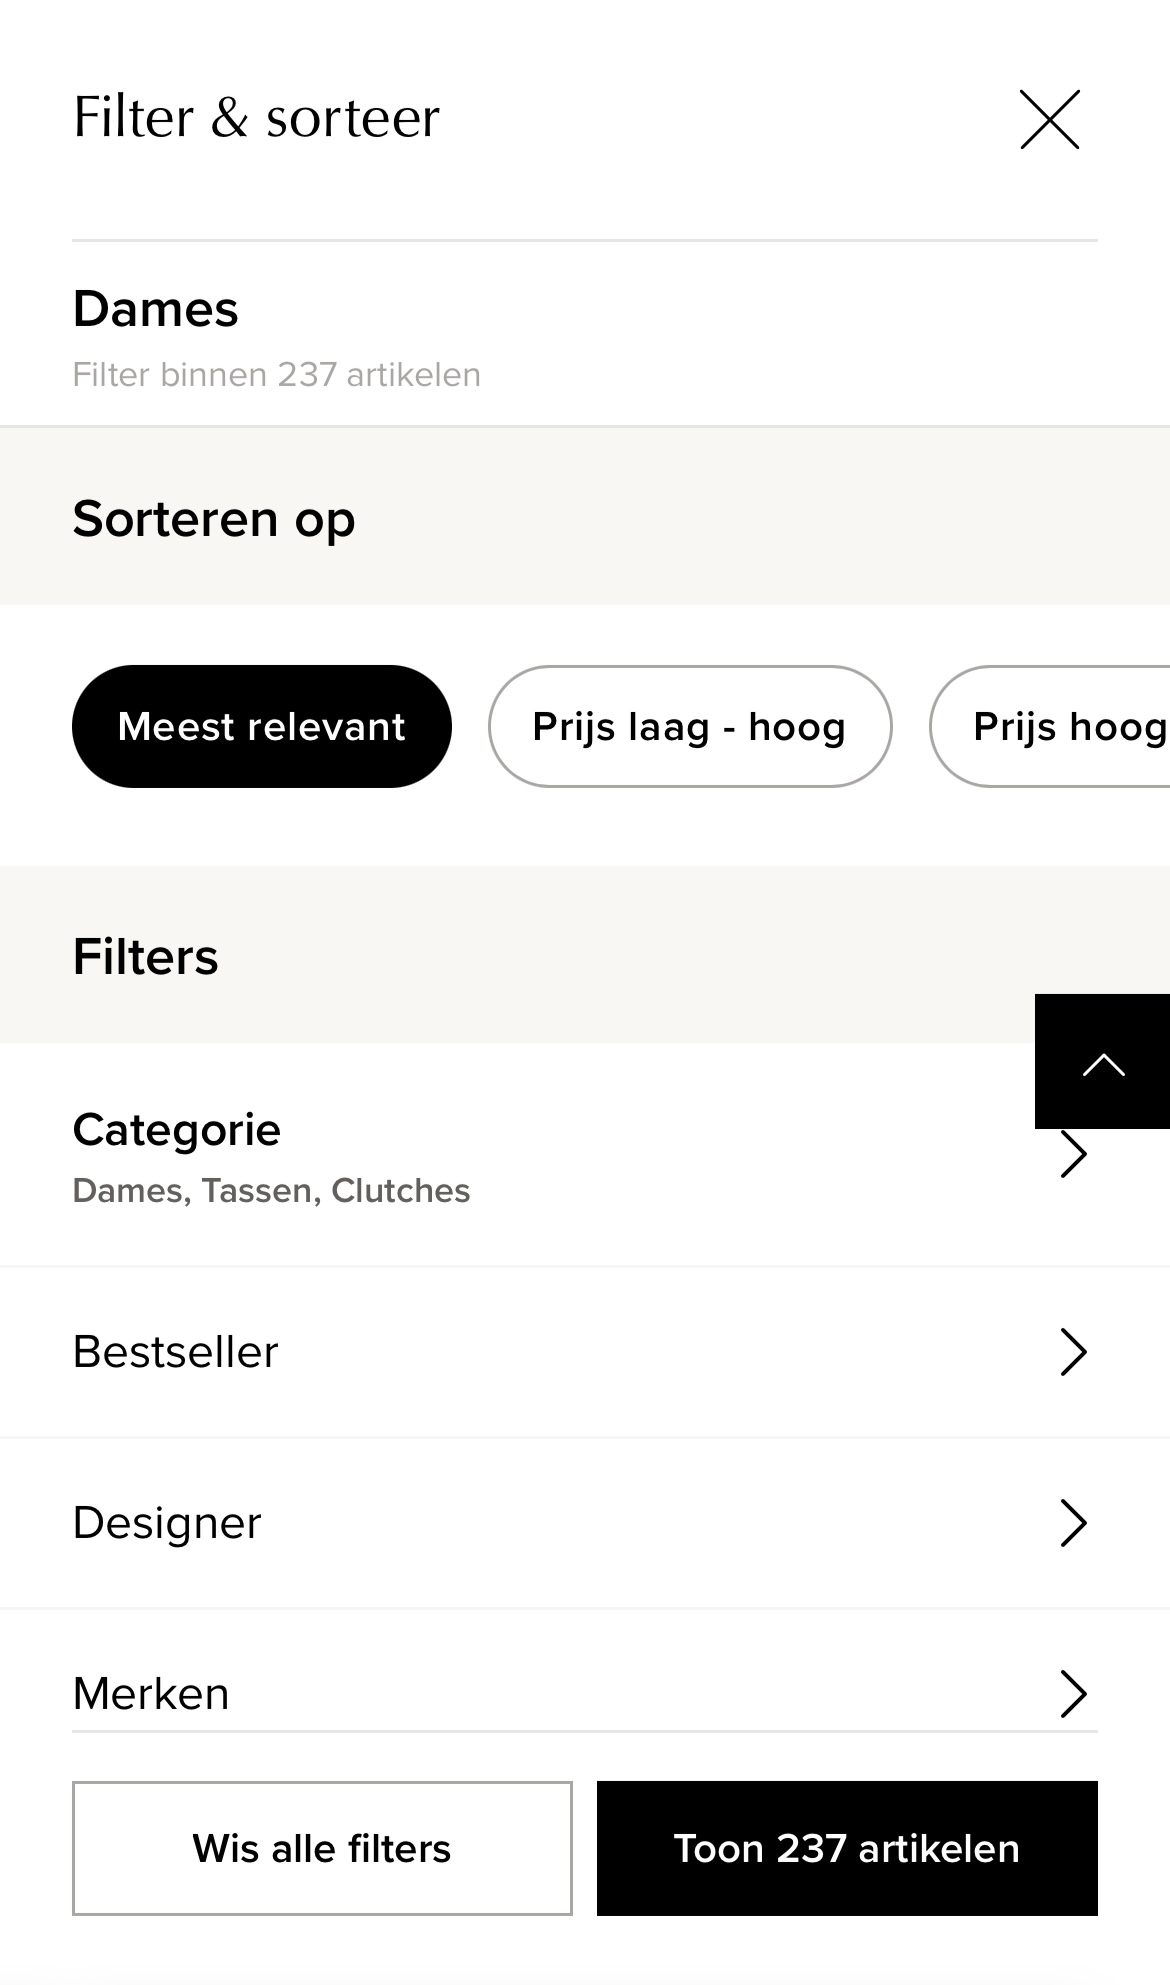 Filter & sorteer
Dames
Filter binnen 237 artikelen
Sorteren op
Meest relevant
Prijs laag - hoog
Prijs hoog
Filters
Categorie
Dames, Tassen, Clutches
Bestseller
Designer
Merken
Wis alle filters
Toon 237 artikelen